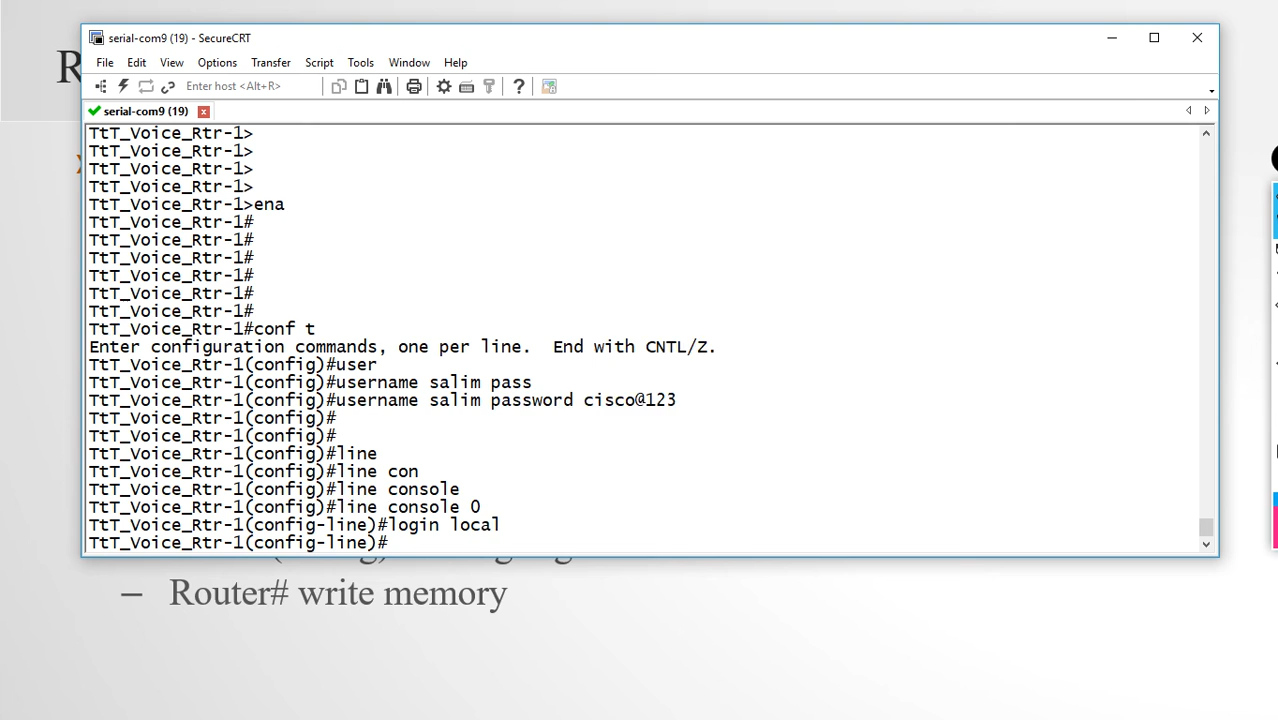 R
serial-com9 (19) - SecureCRT
File Edit View Options Transfer Script Tools Window Help
Enter host <Alt+R>
serial-com9 (19)
TtT_Voice_Rtr-1>
TtT_Voice_Rtr-1>
TtT_Voice_Rtr-1>
TtT_Voice_Rtr-1>
TtT_Voice_Rtr-1>ena
TtT_Voice_Rtr-1#
TtT_Voice_Rtr-1#
TtT_Voice_Rtr-1#
TtT_Voice_Rtr-1#
TtT_Voice_Rtr-1#
TtT_Voice_Rtr-1#
TtT_Voice_Rtr-1#conf t
Enter configuration commands, one per line.  End with CNTL/Z.
TtT_Voice_Rtr-1(config)#user
TtT_Voice_Rtr-1(config)#username salim pass
TtT_Voice_Rtr-1(config)#username salim password cisco@123
TtT_Voice_Rtr-1(config)#
TtT_Voice_Rtr-1(config)#
TtT_Voice_Rtr-1(config)#line
TtT_Voice_Rtr-1(config)#line con
TtT_Voice_Rtr-1(config)#line console
TtT_Voice_Rtr-1(config)#line console 0
TtT_Voice_Rtr-1(config-line)#login local
TtT_Voice_Rtr-1(config-line)#
– Router# write memory